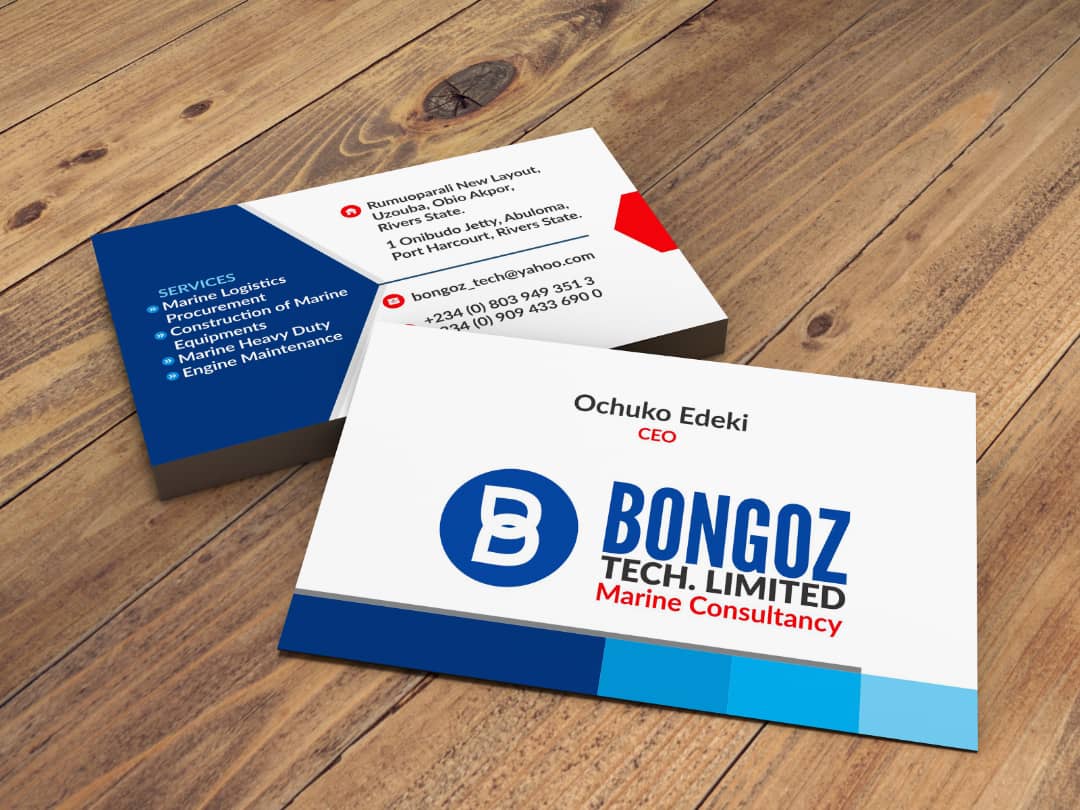 Rumuoparali New Layout,
Uzouba, Obio Akpor,
Rivers State.
1 Onibudo Jetty, Abuloma,
Port Harcourt, Rivers State.
bongoz_tech@yahoo.com
+234 (0) 803 949 351 3
234 (0) 909 433 690 0
SERVICES
Marine Logistics
Procurement
Construction of Marine
Equipments
Marine Heavy Duty
Engine Maintenance
Ochuko Edeki
CEO
B
BONGOZ
TECH. LIMITED
Marine Consultancy